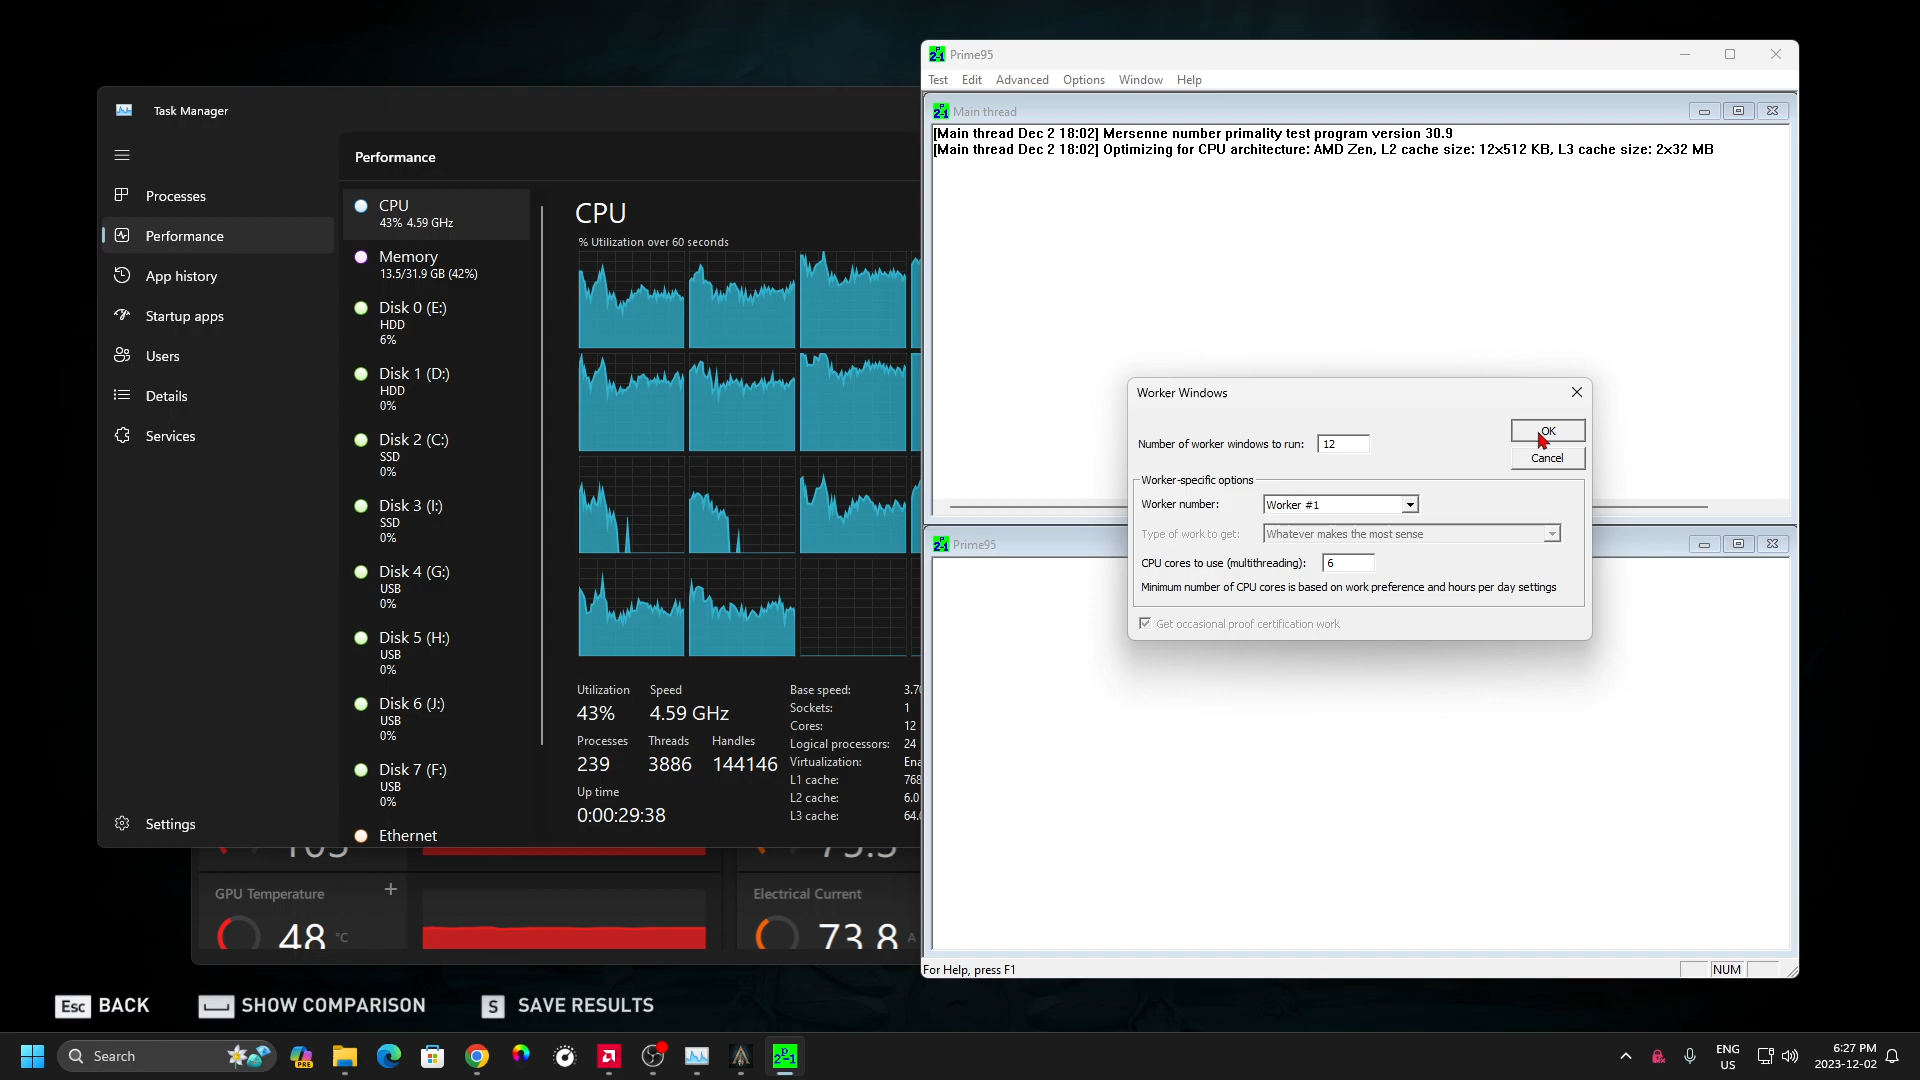 Task Manager
Processes
Performance
App history
Startup apps
Users
Details
Services
Settings
Performance
CPU
43% 4.59 GHz
Memory
13.5/31.9 GB (42%)
Disk 0 (E:)
HDD
6%
Disk 1 (D:)
HDD
0%
Disk 2 (C:)
SSD
0%
Disk 3 (I:)
SSD
0%
Disk 4 (G:)
USB
0%
Disk 5 (H:)
USB
0%
Disk 6 (J:)
USB
0%
Disk 7 (F:)
USB
0%
Ethernet
CPU
% Utilization over 60 seconds
Utilization Speed
43% 4.59 GHz
Processes Threads Handles
239 3886 144146
Up time
0:00:29:38
Base speed: 3.7
Sockets: 1
Cores: 12
Logical processors: 24
Virtualization: Ena
L1 cache: 768
L2 cache: 6.0
L3 cache: 64.
GPU Temperature +
48 °C
Electrical Current
73.8 A
Prime95
Test Edit Advanced Options Window Help
Main thread
[Main thread Dec 2 18:02] Mersenne number primality test program version 30.9
[Main thread Dec 2 18:02] Optimizing for CPU architecture: AMD Zen, L2 cache size: 12x512 KB, L3 cache size: 2x32 MB
Worker Windows
Number of worker windows to run: 12
OK
Cancel
Worker-specific options
Worker number: Worker #1
Type of work to get: Whatever makes the most sense
CPU cores to use (multithreading): 6
Minimum number of CPU cores is based on work preference and hours per day settings
Get occasional proof certification work
Prime95
For Help, press F1
NUM
Esc BACK
SHOW COMPARISON
S SAVE RESULTS
Search
PRE
ENG
US
6:27 PM
2023-12-02